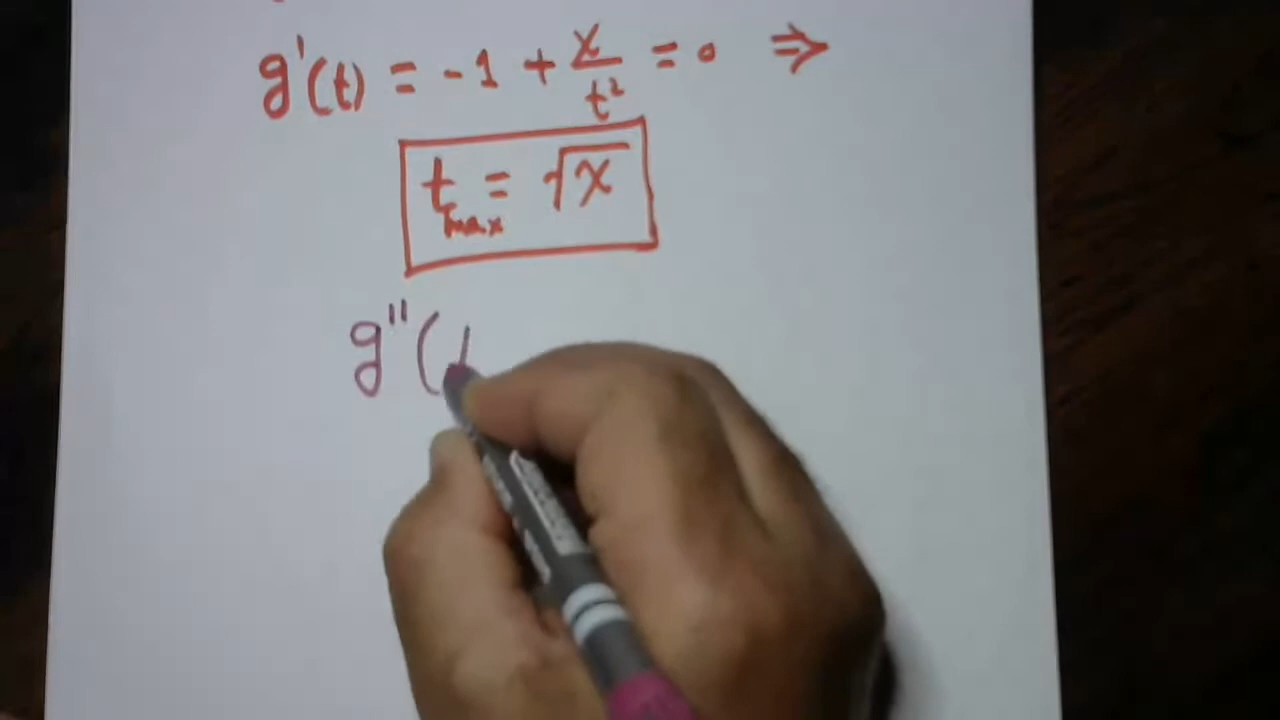 g'(t) = -1 + x/t² = 0 ⇒
t_max = √x
g''(t